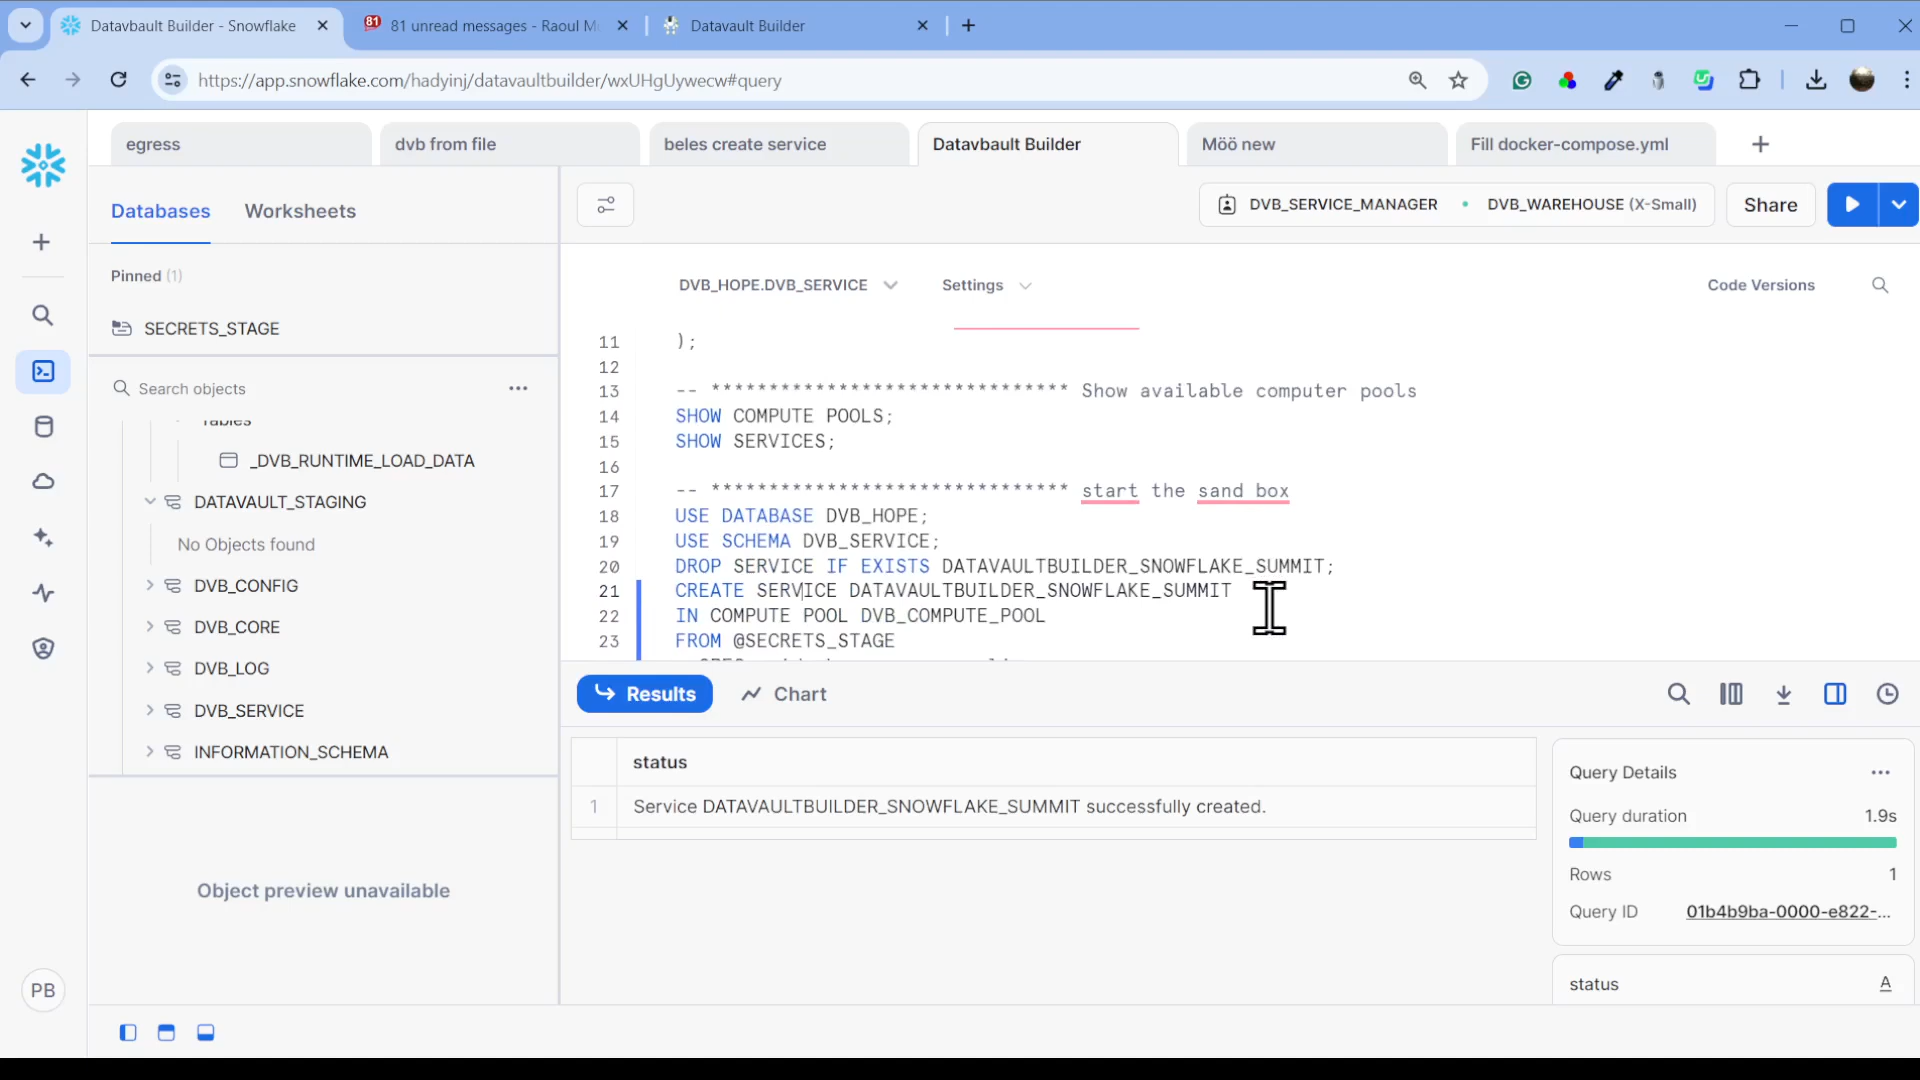 Datavbault Builder - Snowflake
81
81 unread messages - Raoul M
Datavault Builder
https://app.snowflake.com/hadyinj/datavaultbuilder/wxUHgUywecw#query
egress
dvb from file
beles create service
Datavbault Builder
Möö new
Fill docker-compose.yml
Databases
Worksheets
DVB_SERVICE_MANAGER
DVB_WAREHOUSE (X-Small)
Share
Pinned (1)
SECRETS_STAGE
Search objects
Tables
_DVB_RUNTIME_LOAD_DATA
DATAVAULT_STAGING
No Objects found
DVB_CONFIG
DVB_CORE
DVB_LOG
DVB_SERVICE
INFORMATION_SCHEMA
Object preview unavailable
PB
DVB_HOPE.DVB_SERVICE
Settings
Code Versions
11 );
12
13 -- ******************************* Show available computer pools
14 SHOW COMPUTE POOLS;
15 SHOW SERVICES;
16
17 -- ******************************* start the sand box
18 USE DATABASE DVB_HOPE;
19 USE SCHEMA DVB_SERVICE;
20 DROP SERVICE IF EXISTS DATAVAULTBUILDER_SNOWFLAKE_SUMMIT;
21 CREATE SERVICE DATAVAULTBUILDER_SNOWFLAKE_SUMMIT
22 IN COMPUTE POOL DVB_COMPUTE_POOL
23 FROM @SECRETS_STAGE
Results
Chart
status
1 Service DATAVAULTBUILDER_SNOWFLAKE_SUMMIT successfully created.
Query Details
Query duration 1.9s
Rows 1
Query ID 01b4b9ba-0000-e822-...
status A